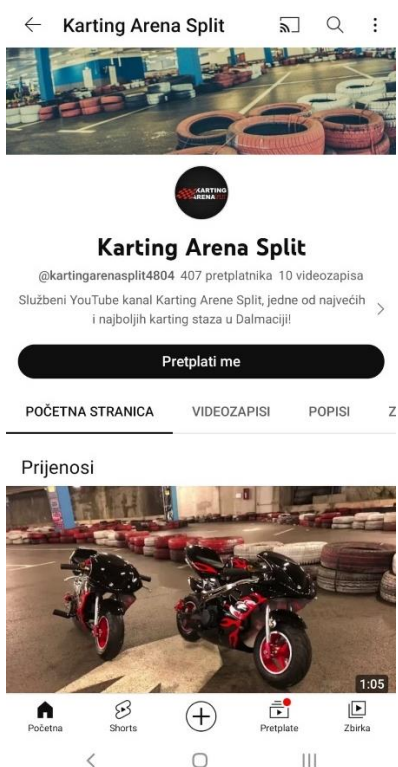 Karting Arena Split
KARTING
ARENA
Karting Arena Split
@kartingarenasplit4804 407 pretplatnika 10 videozapisa
Službeni YouTube kanal Karting Arene Split, jedne od najvećih
i najboljih karting staza u Dalmaciji!
Pretplati me
POČETNA STRANICA VIDEOZAPISI POPISI Z
Prijenosi
1:05
Početna Shorts Pretplate Zbirka